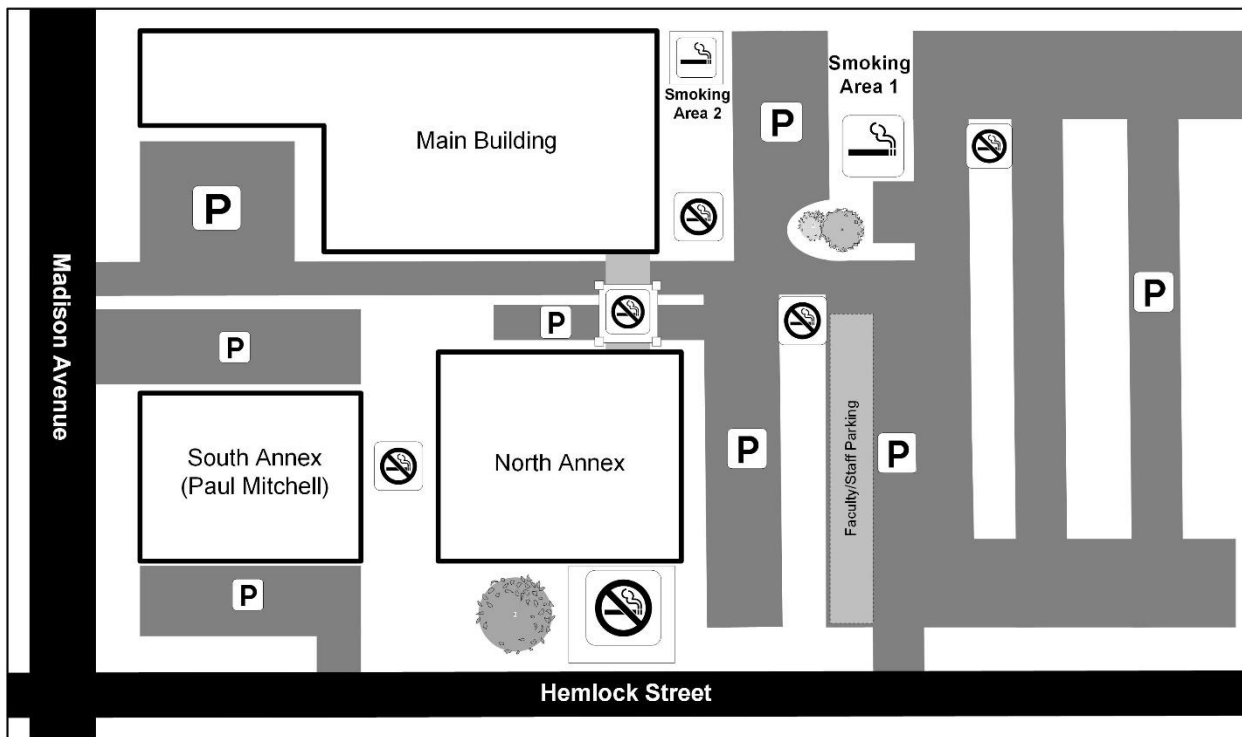 Smoking
Area 1
Smoking
Area 2
P
Main Building
P
P
P
P
Madison Avenue
South Annex
(Paul Mitchell)
North Annex
P
Faculty/Staff Parking
P
P
Hemlock Street